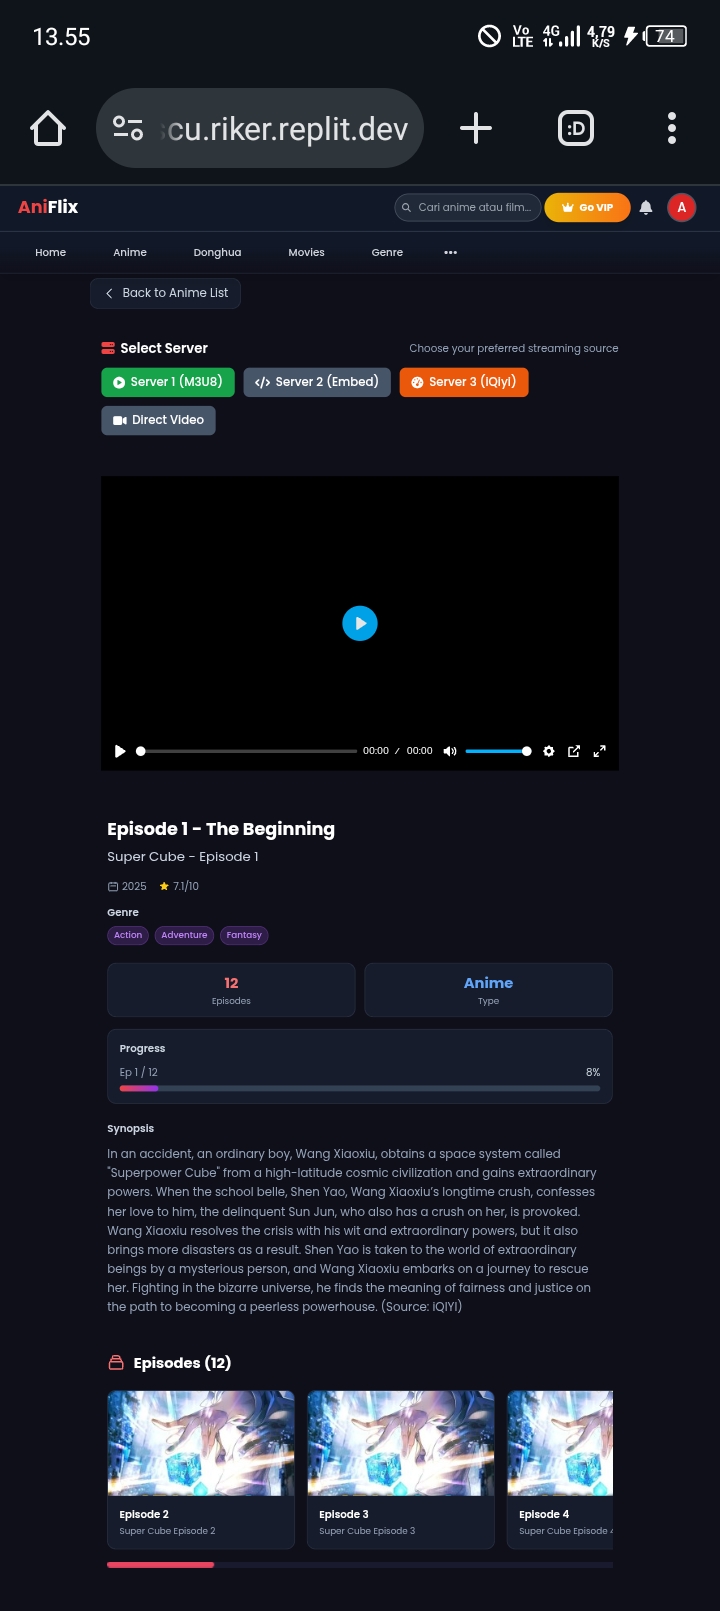 13.55
Vo LTE 4G 4,79 K/S 74
cu.riker.replit.dev
:D
AniFlix
Cari anime atau film...
Go VIP
A
Home Anime Donghua Movies Genre •••
Back to Anime List
Select Server
Choose your preferred streaming source
Server 1 (M3U8) Server 2 (Embed) Server 3 (iQiyi)
Direct Video
00:00 / 00:00
Episode 1 - The Beginning
Super Cube - Episode 1
2025 7.1/10
Genre
Action Adventure Fantasy
12 Anime
Episodes Type
Progress
Ep 1 / 12 8%
Synopsis
In an accident, an ordinary boy, Wang Xiaoxiu, obtains a space system called
"Superpower Cube" from a high-latitude cosmic civilization and gains extraordinary
powers. When the school belle, Shen Yao, Wang Xiaoxiu's longtime crush, confesses
her love to him, the delinquent Sun Jun, who also has a crush on her, is provoked.
Wang Xiaoxiu resolves the crisis with his wit and extraordinary powers, but it also
brings more disasters as a result. Shen Yao is taken to the world of extraordinary
beings by a mysterious person, and Wang Xiaoxiu embarks on a journey to rescue
her. Fighting in the bizarre universe, he finds the meaning of fairness and justice on
the path to becoming a peerless powerhouse. (Source: iQIYI)
Episodes (12)
Episode 2 Episode 3 Episode 4
Super Cube Episode 2 Super Cube Episode 3 Super Cube Episode 4